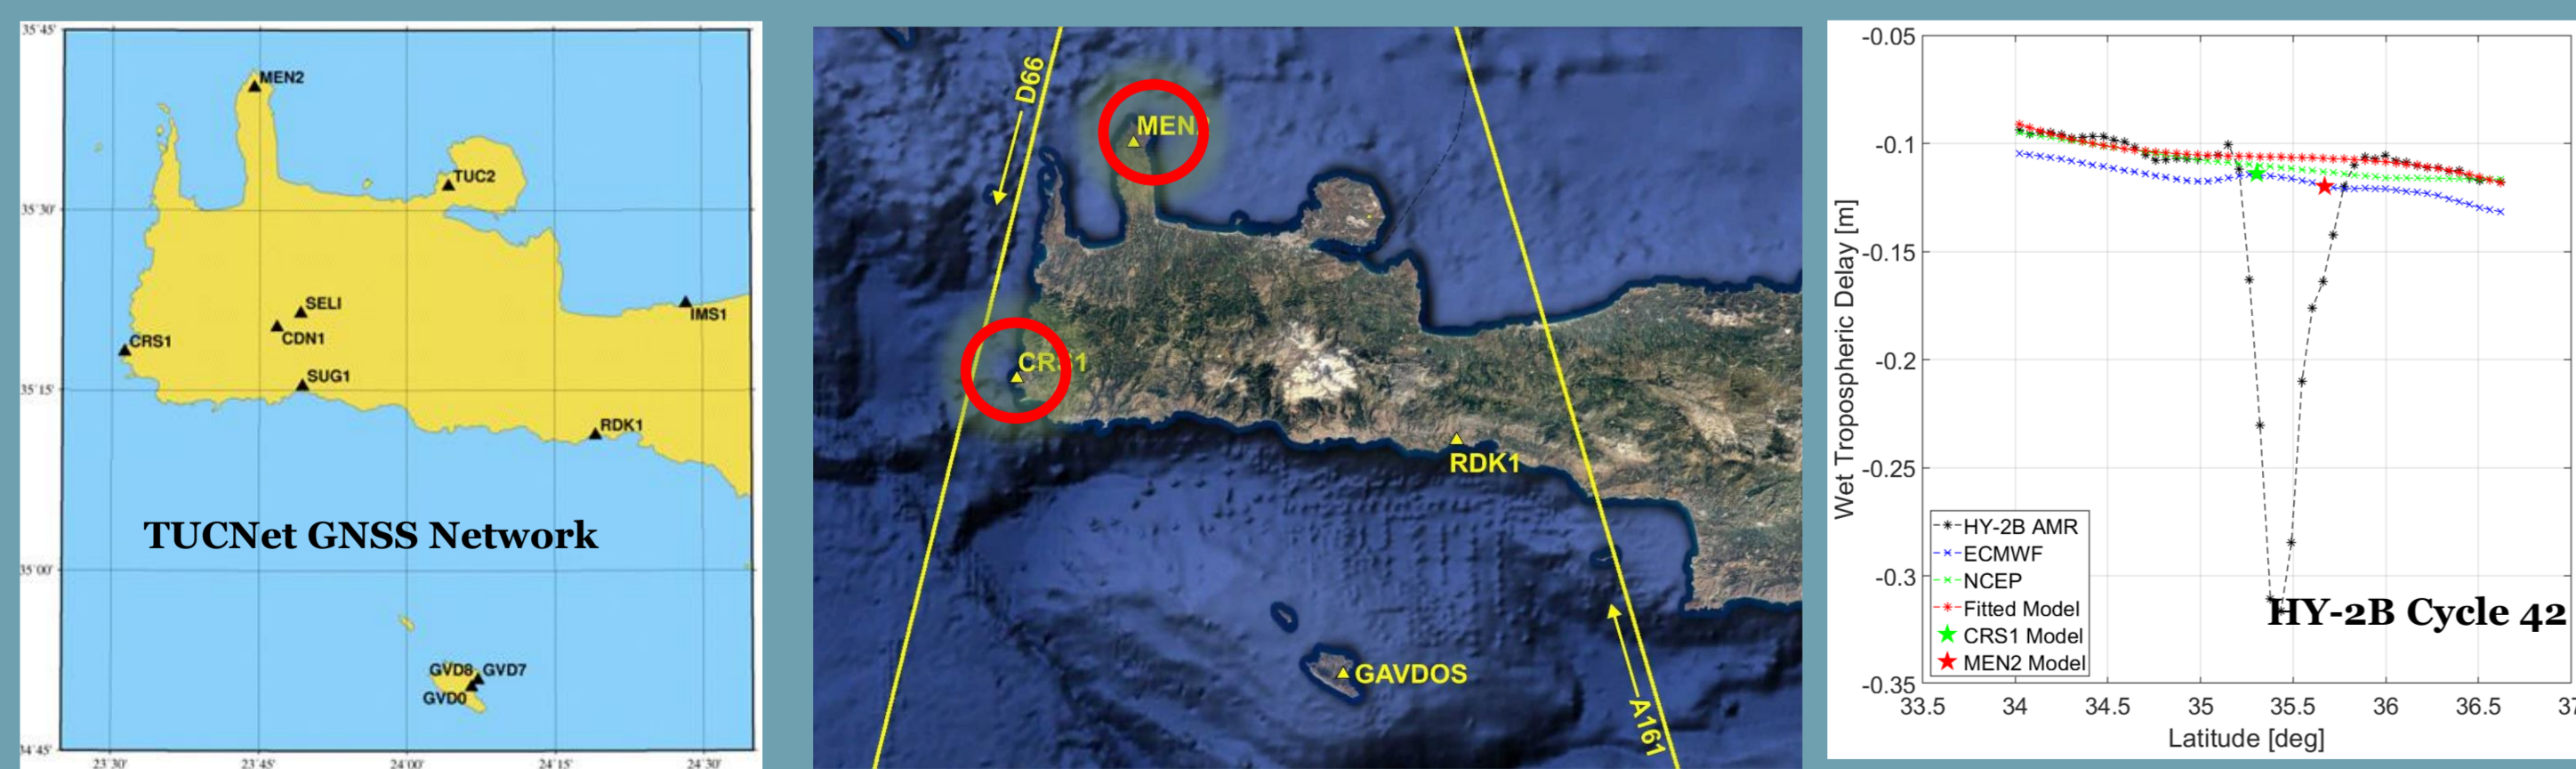 35°45'
35°30'
35°15'
35°00'
34°45'
23°30'
23°45'
24°00'
24°15'
24°30'
MEN2
TUC2
SELI
CDN1
CRS1
SUG1
IMS1
RDK1
TUCNet GNSS Network
GVD8
GVD7
GVD0
D66
MEN
CRS1
RDK1
GAVDOS
A161
-0.05
-0.1
-0.15
-0.2
-0.25
-0.3
-0.35
Wet Tropospheric Delay [m]
HY-2B AMR
ECMWF
NCEP
Fitted Model
CRS1 Model
MEN2 Model
HY-2B Cycle 42
33.5
34
34.5
35
35.5
36
36.5
37
Latitude [deg]